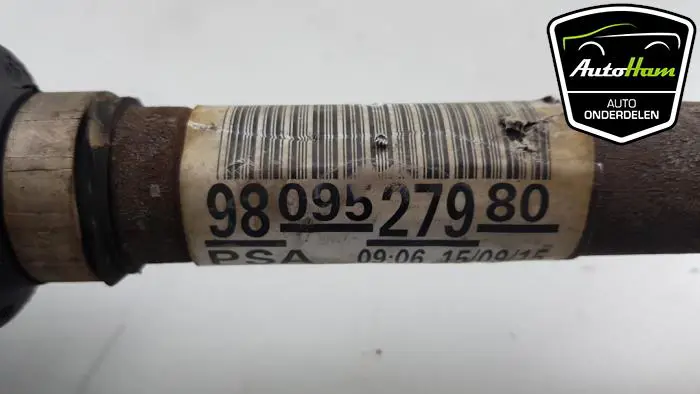 AutoHam
AUTO
ONDERDELEN
98 095 279 80
PSA 09:06 15/09/15